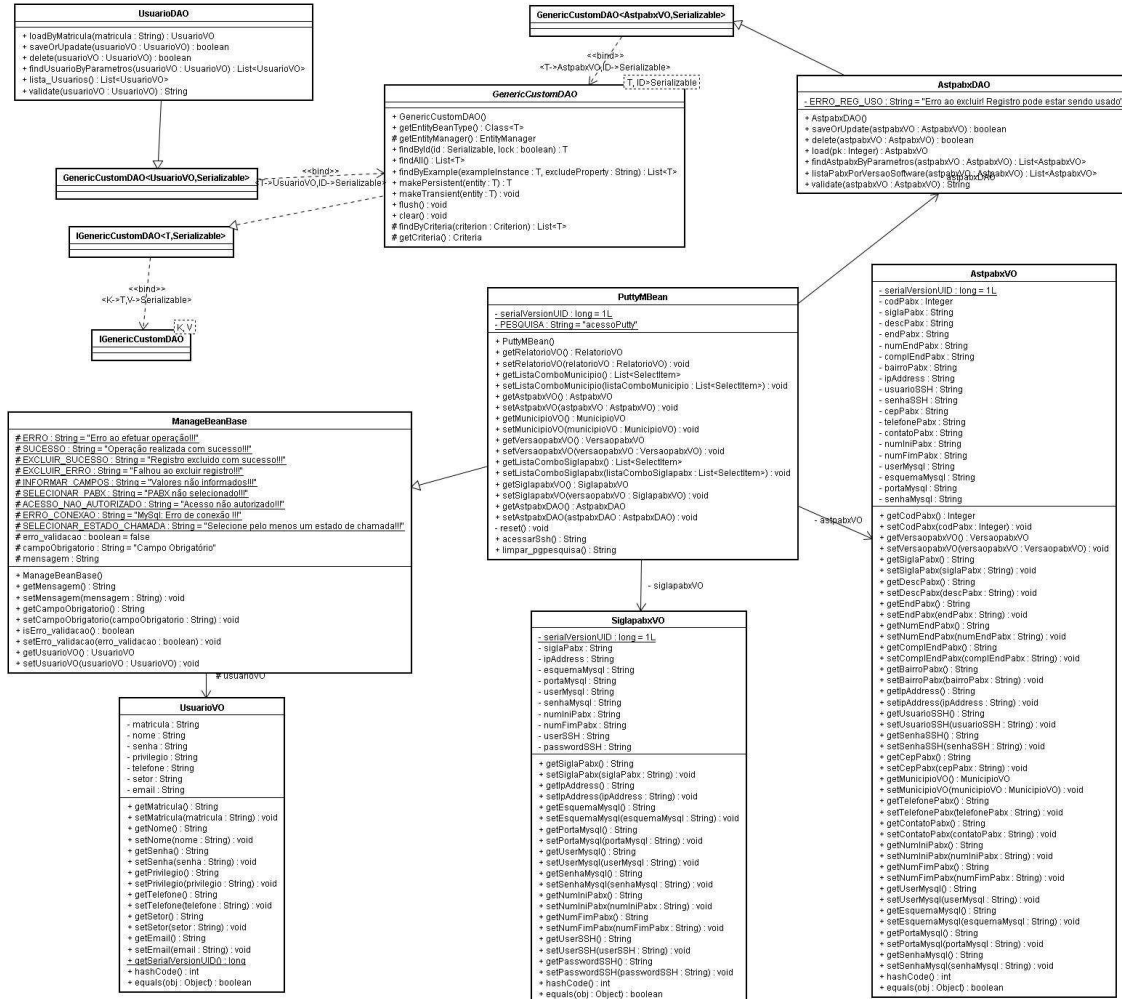 UsuarioDAO
+ loadByMatricula(matricula : String) : UsuarioVO
+ saveOrUpadate(usuarioVO : UsuarioVO) : boolean
+ delete(usuarioVO : UsuarioVO) : boolean
+ findUsuarioByParametros(usuarioVO : UsuarioVO) : List<UsuarioVO>
+ lista_Usuarios() : List<UsuarioVO>
+ validate(usuarioVO : UsuarioVO) : String
GenericCustomDAO<AstpabxVO,Serializable>
<<bind>>
<T->AstpabxVO,ID->Serializable>
T, ID>Serializable
GenericCustomDAO
+ GenericCustomDAO()
+ getEntityBeanType() : Class<T>
# getEntityManager() : EntityManager
+ findById(id : Serializable, lock : boolean) : T
+ findAll() : List<T>
+ findByExample(exampleInstance : T, excludeProperty : String) : List<T>
+ makePersistent(entity : T) : T
+ makeTransient(entity : T) : void
+ flush() : void
+ clear() : void
# findByCriteria(criterion : Criterion) : List<T>
# getCriteria() : Criteria
AstpabxDAO
- ERRO_REG_USO : String = "Erro ao excluir! Registro pode estar sendo usado"
+ AstpabxDAO()
+ saveOrUpdate(astpabxVO : AstpabxVO) : boolean
+ delete(astpabxVO : AstpabxVO) : boolean
+ load(pk : Integer) : AstpabxVO
+ findAstpabxByParametros(astpabxVO : AstpabxVO) : List<AstpabxVO>
+ listaPabxPorVersaoSoftware(astpabxVO : AstpabxVO) : List<AstpabxVO>
+ validate(astpabxVO : AstpabxVO) : String
- astpabxDAO
GenericCustomDAO<UsuarioVO,Serializable>
<<bind>>
<T->UsuarioVO,ID->Serializable>
IGenericCustomDAO<T,Serializable>
<<bind>>
<K->T,V->Serializable>
K, V
IGenericCustomDAO
PuttyMBean
- serialVersionUID : long = 1L
- PESQUISA : String = "acessoPutty"
+ PuttyMBean()
+ getRelatorioVO() : RelatorioVO
+ setRelatorioVO(relatorioVO : RelatorioVO) : void
+ getListaComboMunicipio() : List<SelectItem>
+ setListaComboMunicipio(listaComboMunicipio : List<SelectItem>) : void
+ getAstpabxVO() : AstpabxVO
+ setAstpabxVO(astpabxVO : AstpabxVO) : void
+ getMunicipioVO() : MunicipioVO
+ setMunicipioVO(municipioVO : MunicipioVO) : void
+ getVersaopabxVO() : VersaopabxVO
+ setVersaopabxVO(versaopabxVO : VersaopabxVO) : void
+ getListaComboSiglapabx() : List<SelectItem>
+ setListaComboSiglapabx(listaComboSiglapabx : List<SelectItem>) : void
+ getSiglapabxVO() : SiglapabxVO
+ setSiglapabxVO(versaopabxVO : SiglapabxVO) : void
+ getAstpabxDAO() : AstpabxDAO
+ setAstpabxDAO(astpabxDAO : AstpabxDAO) : void
- reset() : void
+ acessarSsh() : String
+ limpar_pgpesquisa() : String
- astpabxVO
- siglapabxVO
ManageBeanBase
# ERRO : String = "Erro ao efetuar operação!!!"
# SUCESSO : String = "Operação realizada com sucesso!!!"
# EXCLUIR_SUCESSO : String = "Registro excluido com sucesso!!!"
# EXCLUIR_ERRO : String = "Falhou ao excluir registro!!!"
# INFORMAR_CAMPOS : String = "Valores não informados!!!"
# SELECIONAR_PABX : String = "PABX não selecionado!!!"
# ACESSO_NAO_AUTORIZADO : String = "Acesso não autorizado!!!"
# ERRO_CONEXAO : String = "MySql: Erro de conexão !!!"
# SELECIONAR_ESTADO_CHAMADA : String = "Selecione pelo menos um estado de chamada!!!"
# erro_validacao : boolean = false
# campoObrigatorio : String = "Campo Obrigatório"
# mensagem : String
+ ManageBeanBase()
+ getMensagem() : String
+ setMensagem(mensagem : String) : void
+ getCampoObrigatorio() : String
+ setCampoObrigatorio(campoObrigatorio : String) : void
+ isErro_validacao() : boolean
+ setErro_validacao(erro_validacao : boolean) : void
+ getUsuarioVO() : UsuarioVO
+ setUsuarioVO(usuarioVO : UsuarioVO) : void
# usuarioVO
UsuarioVO
- matricula : String
- nome : String
- senha : String
- privilegio : String
- telefone : String
- setor : String
- email : String
+ getMatricula() : String
+ setMatricula(matricula : String) : void
+ getNome() : String
+ setNome(nome : String) : void
+ getSenha() : String
+ setSenha(senha : String) : void
+ getPrivilegio() : String
+ setPrivilegio(privilegio : String) : void
+ getTelefone() : String
+ setTelefone(telefone : String) : void
+ getSetor() : String
+ setSetor(setor : String) : void
+ getEmail() : String
+ setEmail(email : String) : void
+ getSerialVersionUID() : long
+ hashCode() : int
+ equals(obj : Object) : boolean
SiglapabxVO
- serialVersionUID : long = 1L
- siglaPabx : String
- ipAddress : String
- esquemaMysql : String
- portaMysql : String
- userMysql : String
- senhaMysql : String
- numIniPabx : String
- numFimPabx : String
- userSSH : String
- passwordSSH : String
+ getSiglaPabx() : String
+ setSiglaPabx(siglaPabx : String) : void
+ getIpAddress() : String
+ setIpAddress(ipAddress : String) : void
+ getEsquemaMysql() : String
+ setEsquemaMysql(esquemaMysql : String) : void
+ getPortaMysql() : String
+ setPortaMysql(portaMysql : String) : void
+ getUserMysql() : String
+ setUserMysql(userMysql : String) : void
+ getSenhaMysql() : String
+ setSenhaMysql(senhaMysql : String) : void
+ getNumIniPabx() : String
+ setNumIniPabx(numIniPabx : String) : void
+ getNumFimPabx() : String
+ setNumFimPabx(numFimPabx : String) : void
+ getUserSSH() : String
+ setUserSSH(userSSH : String) : void
+ getPasswordSSH() : String
+ setPasswordSSH(passwordSSH : String) : void
+ hashCode() : int
+ equals(obj : Object) : boolean
AstpabxVO
- serialVersionUID : long = 1L
- codPabx : Integer
- siglaPabx : String
- descPabx : String
- endPabx : String
- numEndPabx : String
- complEndPabx : String
- bairroPabx : String
- ipAddress : String
- usuarioSSH : String
- senhaSSH : String
- cepPabx : String
- telefonePabx : String
- contatoPabx : String
- numIniPabx : String
- numFimPabx : String
- userMysql : String
- esquemaMysql : String
- portaMysql : String
- senhaMysql : String
+ getCodPabx() : Integer
+ setCodPabx(codPabx : Integer) : void
+ getVersaopabxVO() : VersaopabxVO
+ setVersaopabxVO(versaopabxVO : VersaopabxVO) : void
+ getSiglaPabx() : String
+ setSiglaPabx(siglaPabx : String) : void
+ getDescPabx() : String
+ setDescPabx(descPabx : String) : void
+ getEndPabx() : String
+ setEndPabx(endPabx : String) : void
+ getNumEndPabx() : String
+ setNumEndPabx(numEndPabx : String) : void
+ getComplEndPabx() : String
+ setComplEndPabx(complEndPabx : String) : void
+ getBairroPabx() : String
+ setBairroPabx(bairroPabx : String) : void
+ getIpAddress() : String
+ setipAddress(ipAddress : String) : void
+ getUsuarioSSH() : String
+ setUsuarioSSH(usuarioSSH : String) : void
+ getSenhaSSH() : String
+ setSenhaSSH(senhaSSH : String) : void
+ getCepPabx() : String
+ setCepPabx(cepPabx : String) : void
+ getMunicipioVO() : MunicipioVO
+ setMunicipioVO(municipioVO : MunicipioVO) : void
+ getTelefonePabx() : String
+ setTelefonePabx(telefonePabx : String) : void
+ getContatoPabx() : String
+ setContatoPabx(contatoPabx : String) : void
+ getNumIniPabx() : String
+ setNumIniPabx(numIniPabx : String) : void
+ getNumFimPabx() : String
+ setNumFimPabx(numFimPabx : String) : void
+ getUserMysql() : String
+ setUserMysql(userMysql : String) : void
+ getEsquemaMysql() : String
+ setEsquemaMysql(esquemaMysql : String) : void
+ getPortaMysql() : String
+ setPortaMysql(portaMysql : String) : void
+ getSenhaMysql() : String
+ setSenhaMysql(senhaMysql : String) : void
+ hashCode() : int
+ equals(obj : Object) : boolean